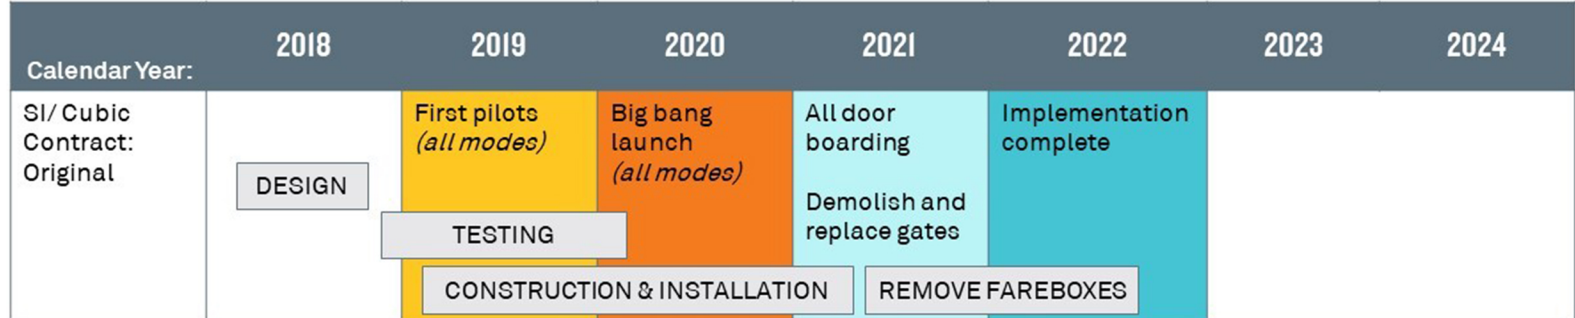 Calendar Year:
2018
2019
2020
2021
2022
2023
2024
SI/ Cubic
Contract:
Original
First pilots
(all modes)
Big bang
launch
(all modes)
All door
boarding
Demolish and
replace gates
Implementation
complete
DESIGN
TESTING
CONSTRUCTION & INSTALLATION
REMOVE FAREBOXES